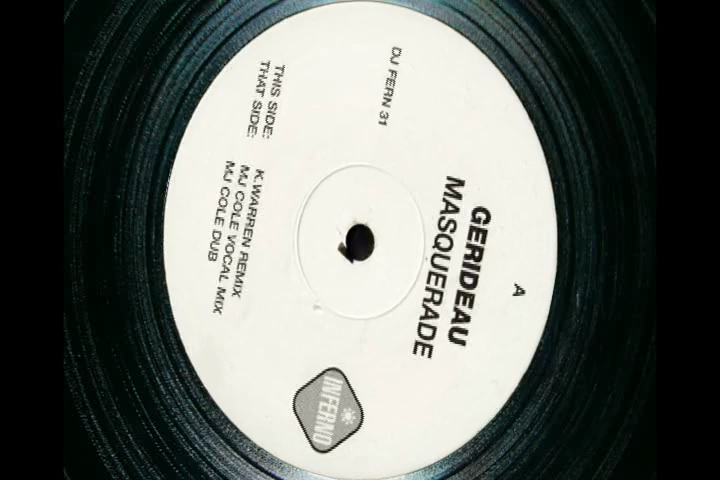 A
GERIDEAU
MASQUERADE
DJ FERN 31
THIS SIDE: K.WARREN REMIX
THAT SIDE: MJ COLE VOCAL MIX
MJ COLE DUB
INFERNO